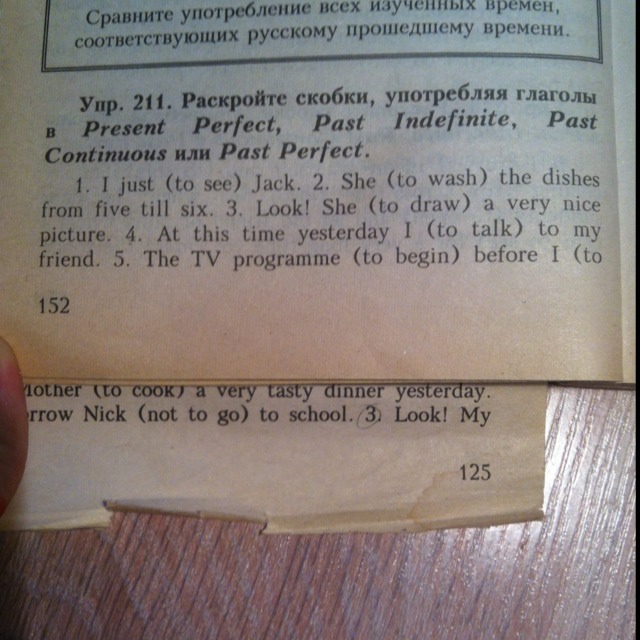 Сравните употребление всех изученных времен,
соответствующих русскому прошедшему времени.
Упр. 211. Раскройте скобки, употребляя глаголы
в Present Perfect, Past Indefinite, Past
Continuous или Past Perfect.
1. I just (to see) Jack. 2. She (to wash) the dishes
from five till six. 3. Look! She (to draw) a very nice
picture. 4. At this time yesterday I (to talk) to my
friend. 5. The TV programme (to begin) before I (to
152
Mother (to cook) a very tasty dinner yesterday.
rrow Nick (not to go) to school. 3. Look! My
125